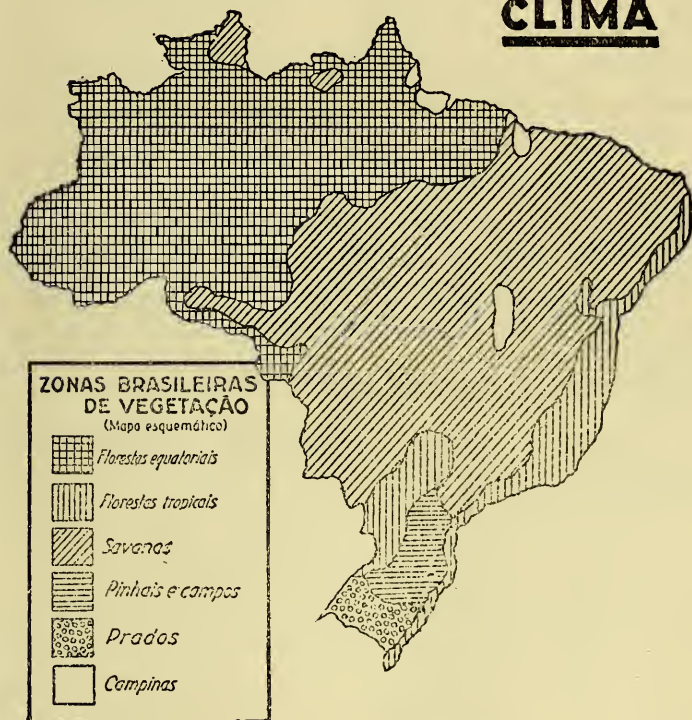 CLIMA
ZONAS BRASILEIRAS
DE VEGETAÇÃO
(Mapa esquemático)
Florestas equatoriais
Florestas tropicais
Savanas
Pinhais e campos
Prados
Campinas